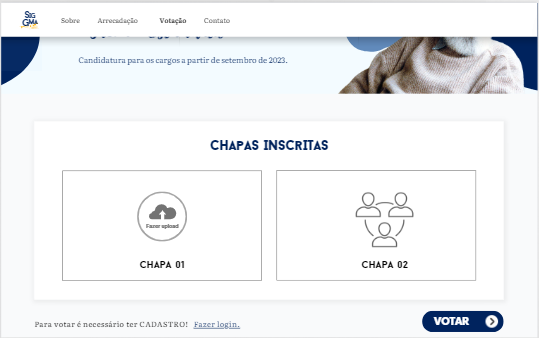 SIG
GMA
Sobre
Arrecadação
Votação
Contato
Candidatura para os cargos a partir de setembro de 2023.
CHAPAS INSCRITAS
Fazer upload
CHAPA 01
CHAPA 02
Para votar é necessário ter CADASTRO! Fazer login.
VOTAR